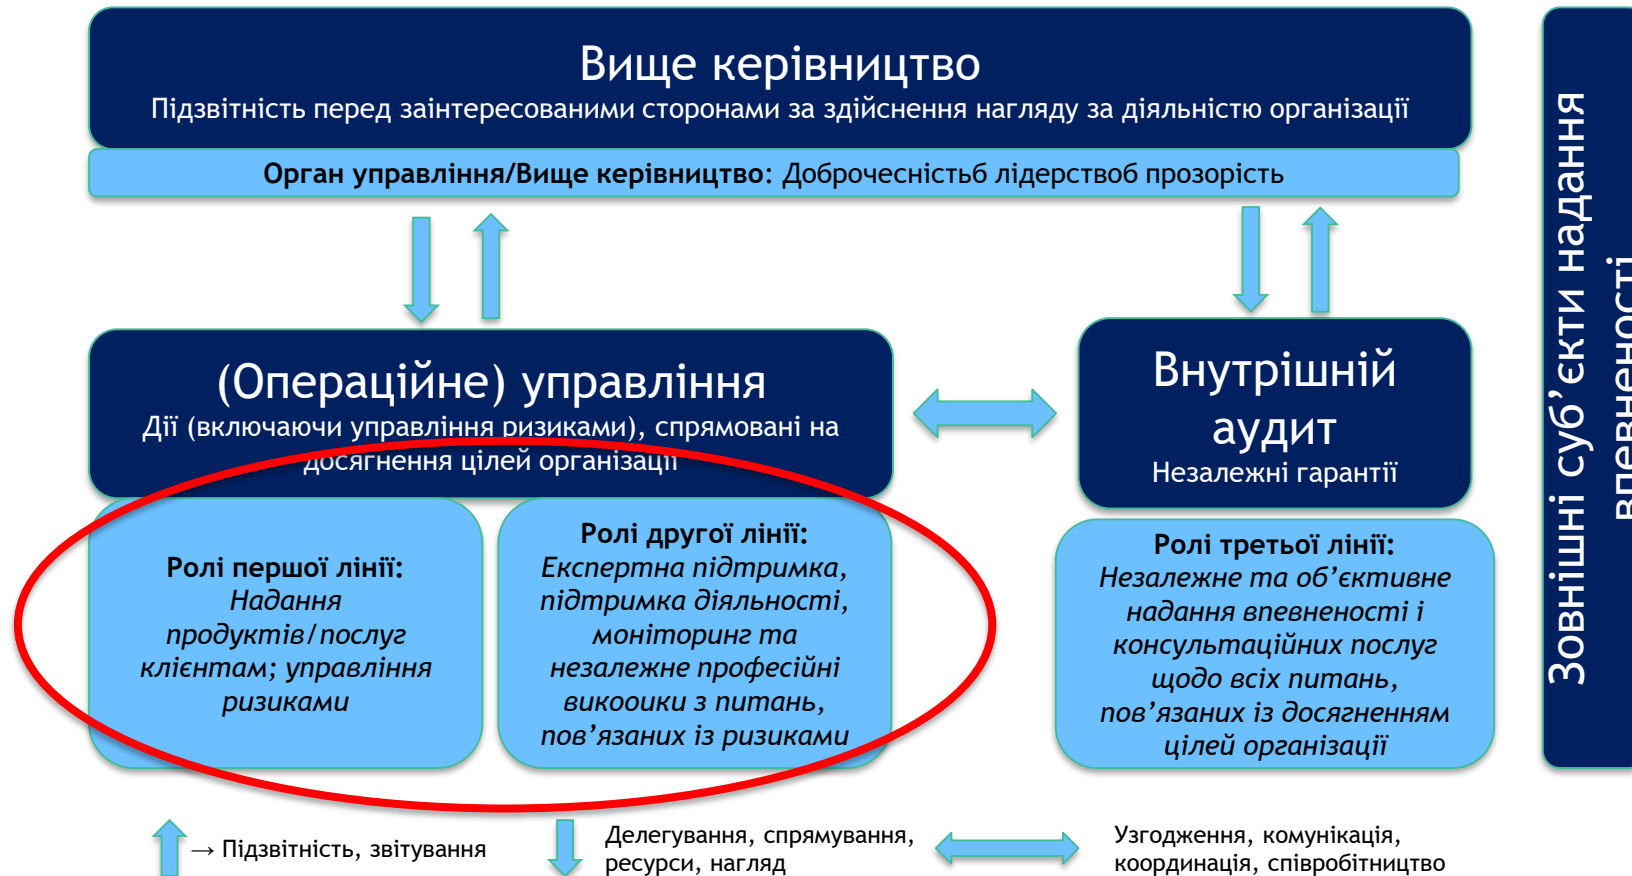 Вище керівництво
Підзвітність перед заінтересованими сторонами за здійснення нагляду за діяльністю організації
Орган управління/Вище керівництво: Доброчесністьб лідерствоб прозорість
(Операційне) управління
Дії (включаючи управління ризиками), спрямовані на
досягнення цілей організації
Внутрішній
аудит
Незалежні гарантії
Ролі першої лінії:
Надання
продуктів/послуг
клієнтам; управління
ризиками
Ролі другої лінії:
Експертна підтримка,
підтримка діяльності,
моніторинг та
незалежне професійні
викооики з питань,
пов’язаних із ризиками
Ролі третьої лінії:
Незалежне та об’єктивне
надання впевненості і
консультаційних послуг
щодо всіх питань,
пов’язаних із досягненням
цілей організації
Зовнішні суб’єкти надання
впевненості
→ Підзвітність, звітування
Делегування, спрямування,
ресурси, нагляд
Узгодження, комунікація,
координація, співробітництво